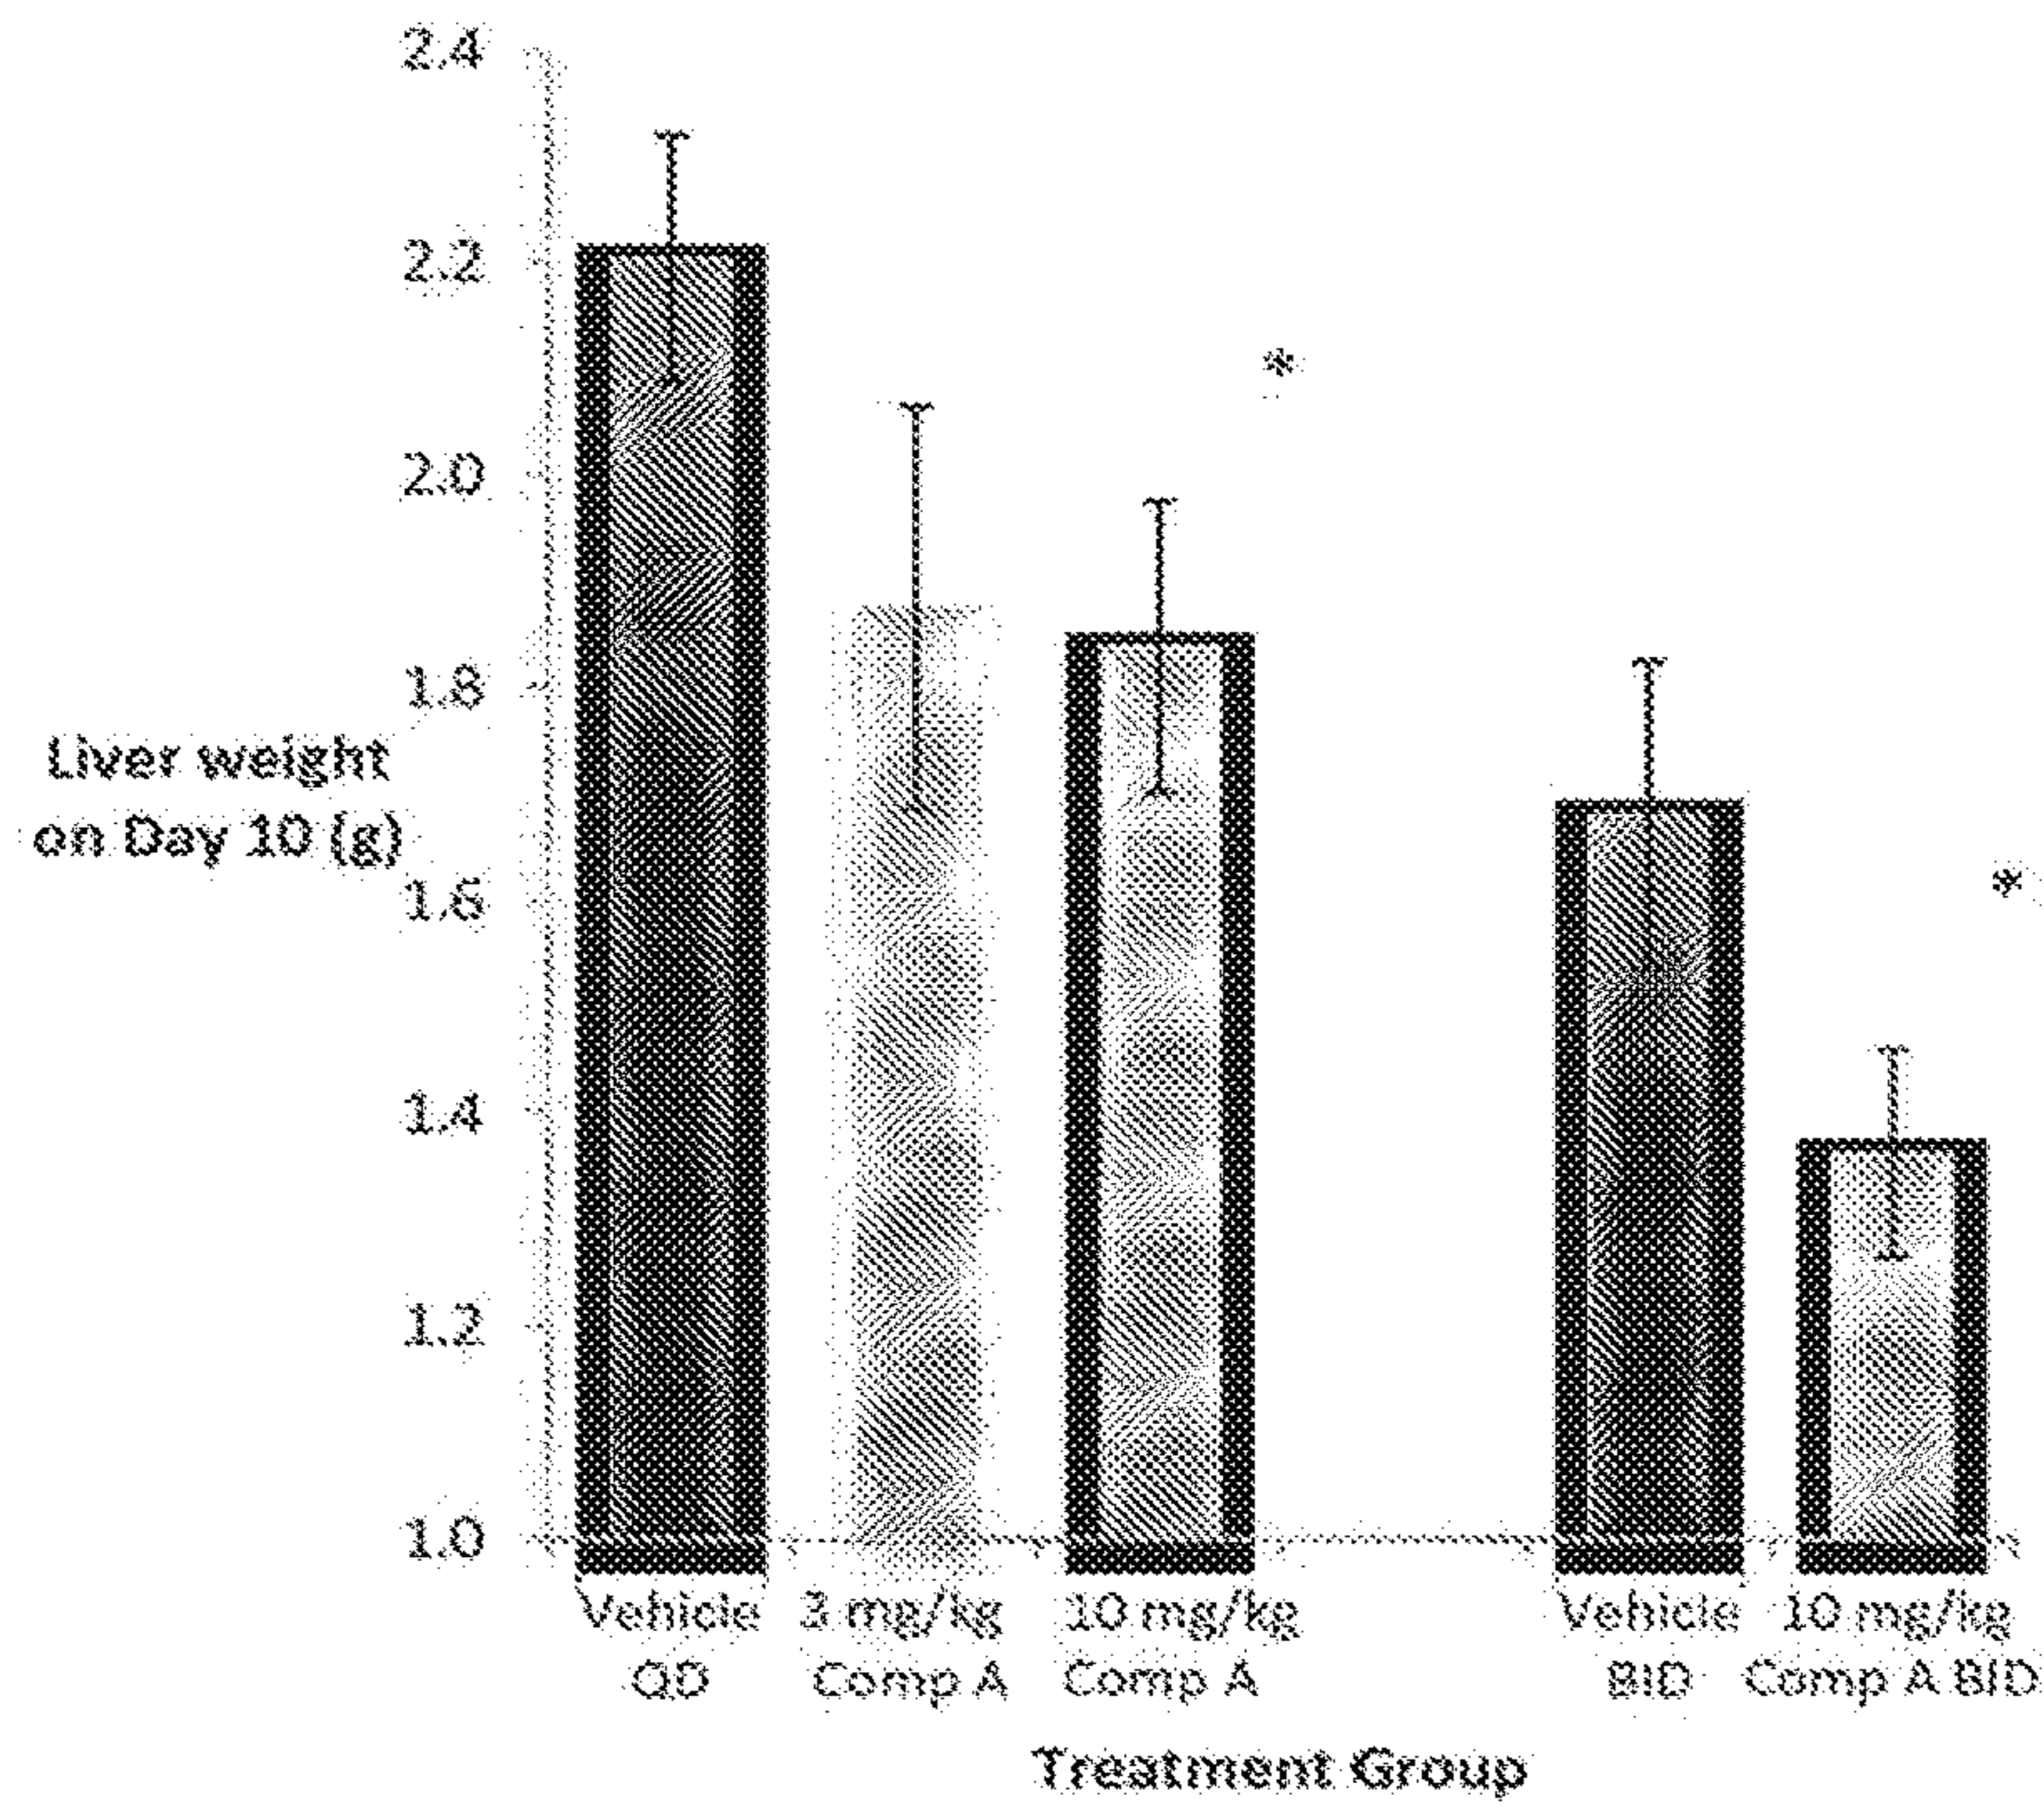 2.4
2.2
2.0
1.8
1.6
1.4
1.2
1.0
Liver weight
on Day 10 (g)
*
*
Vehicle
QD
3 mg/kg
Comp A
10 mg/kg
Comp A
Vehicle
BID
10 mg/kg
Comp A BID
Treatment Group